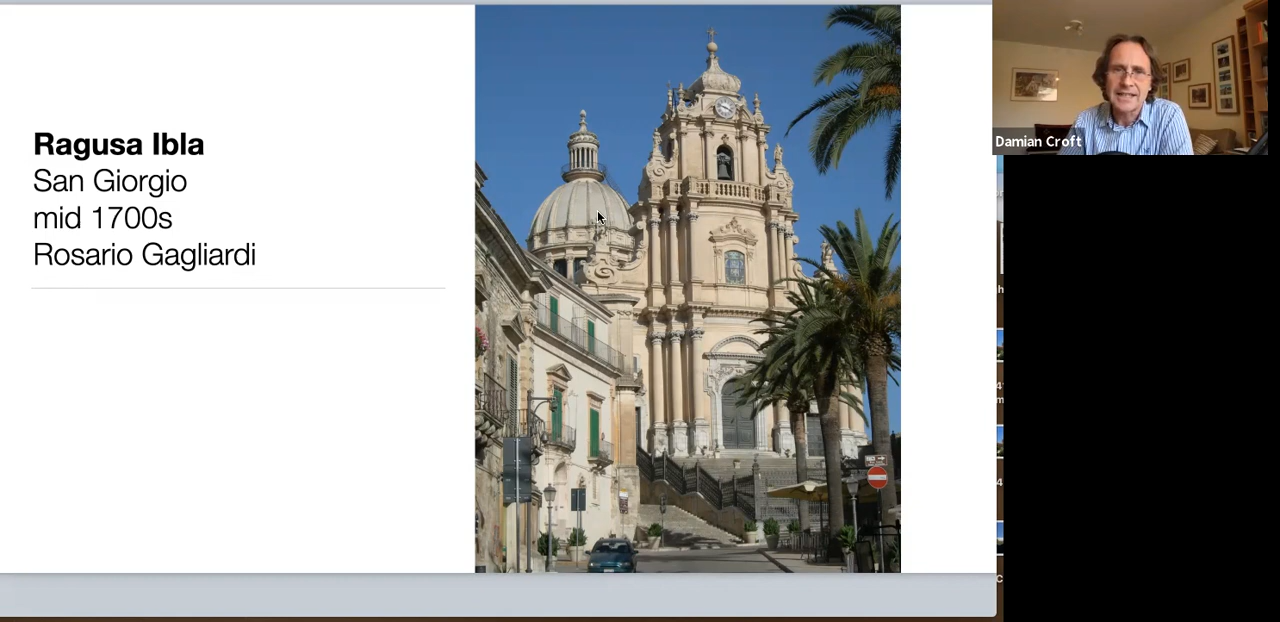 Ragusa Ibla
San Giorgio
mid 1700s
Rosario Gagliardi
Damian Croft